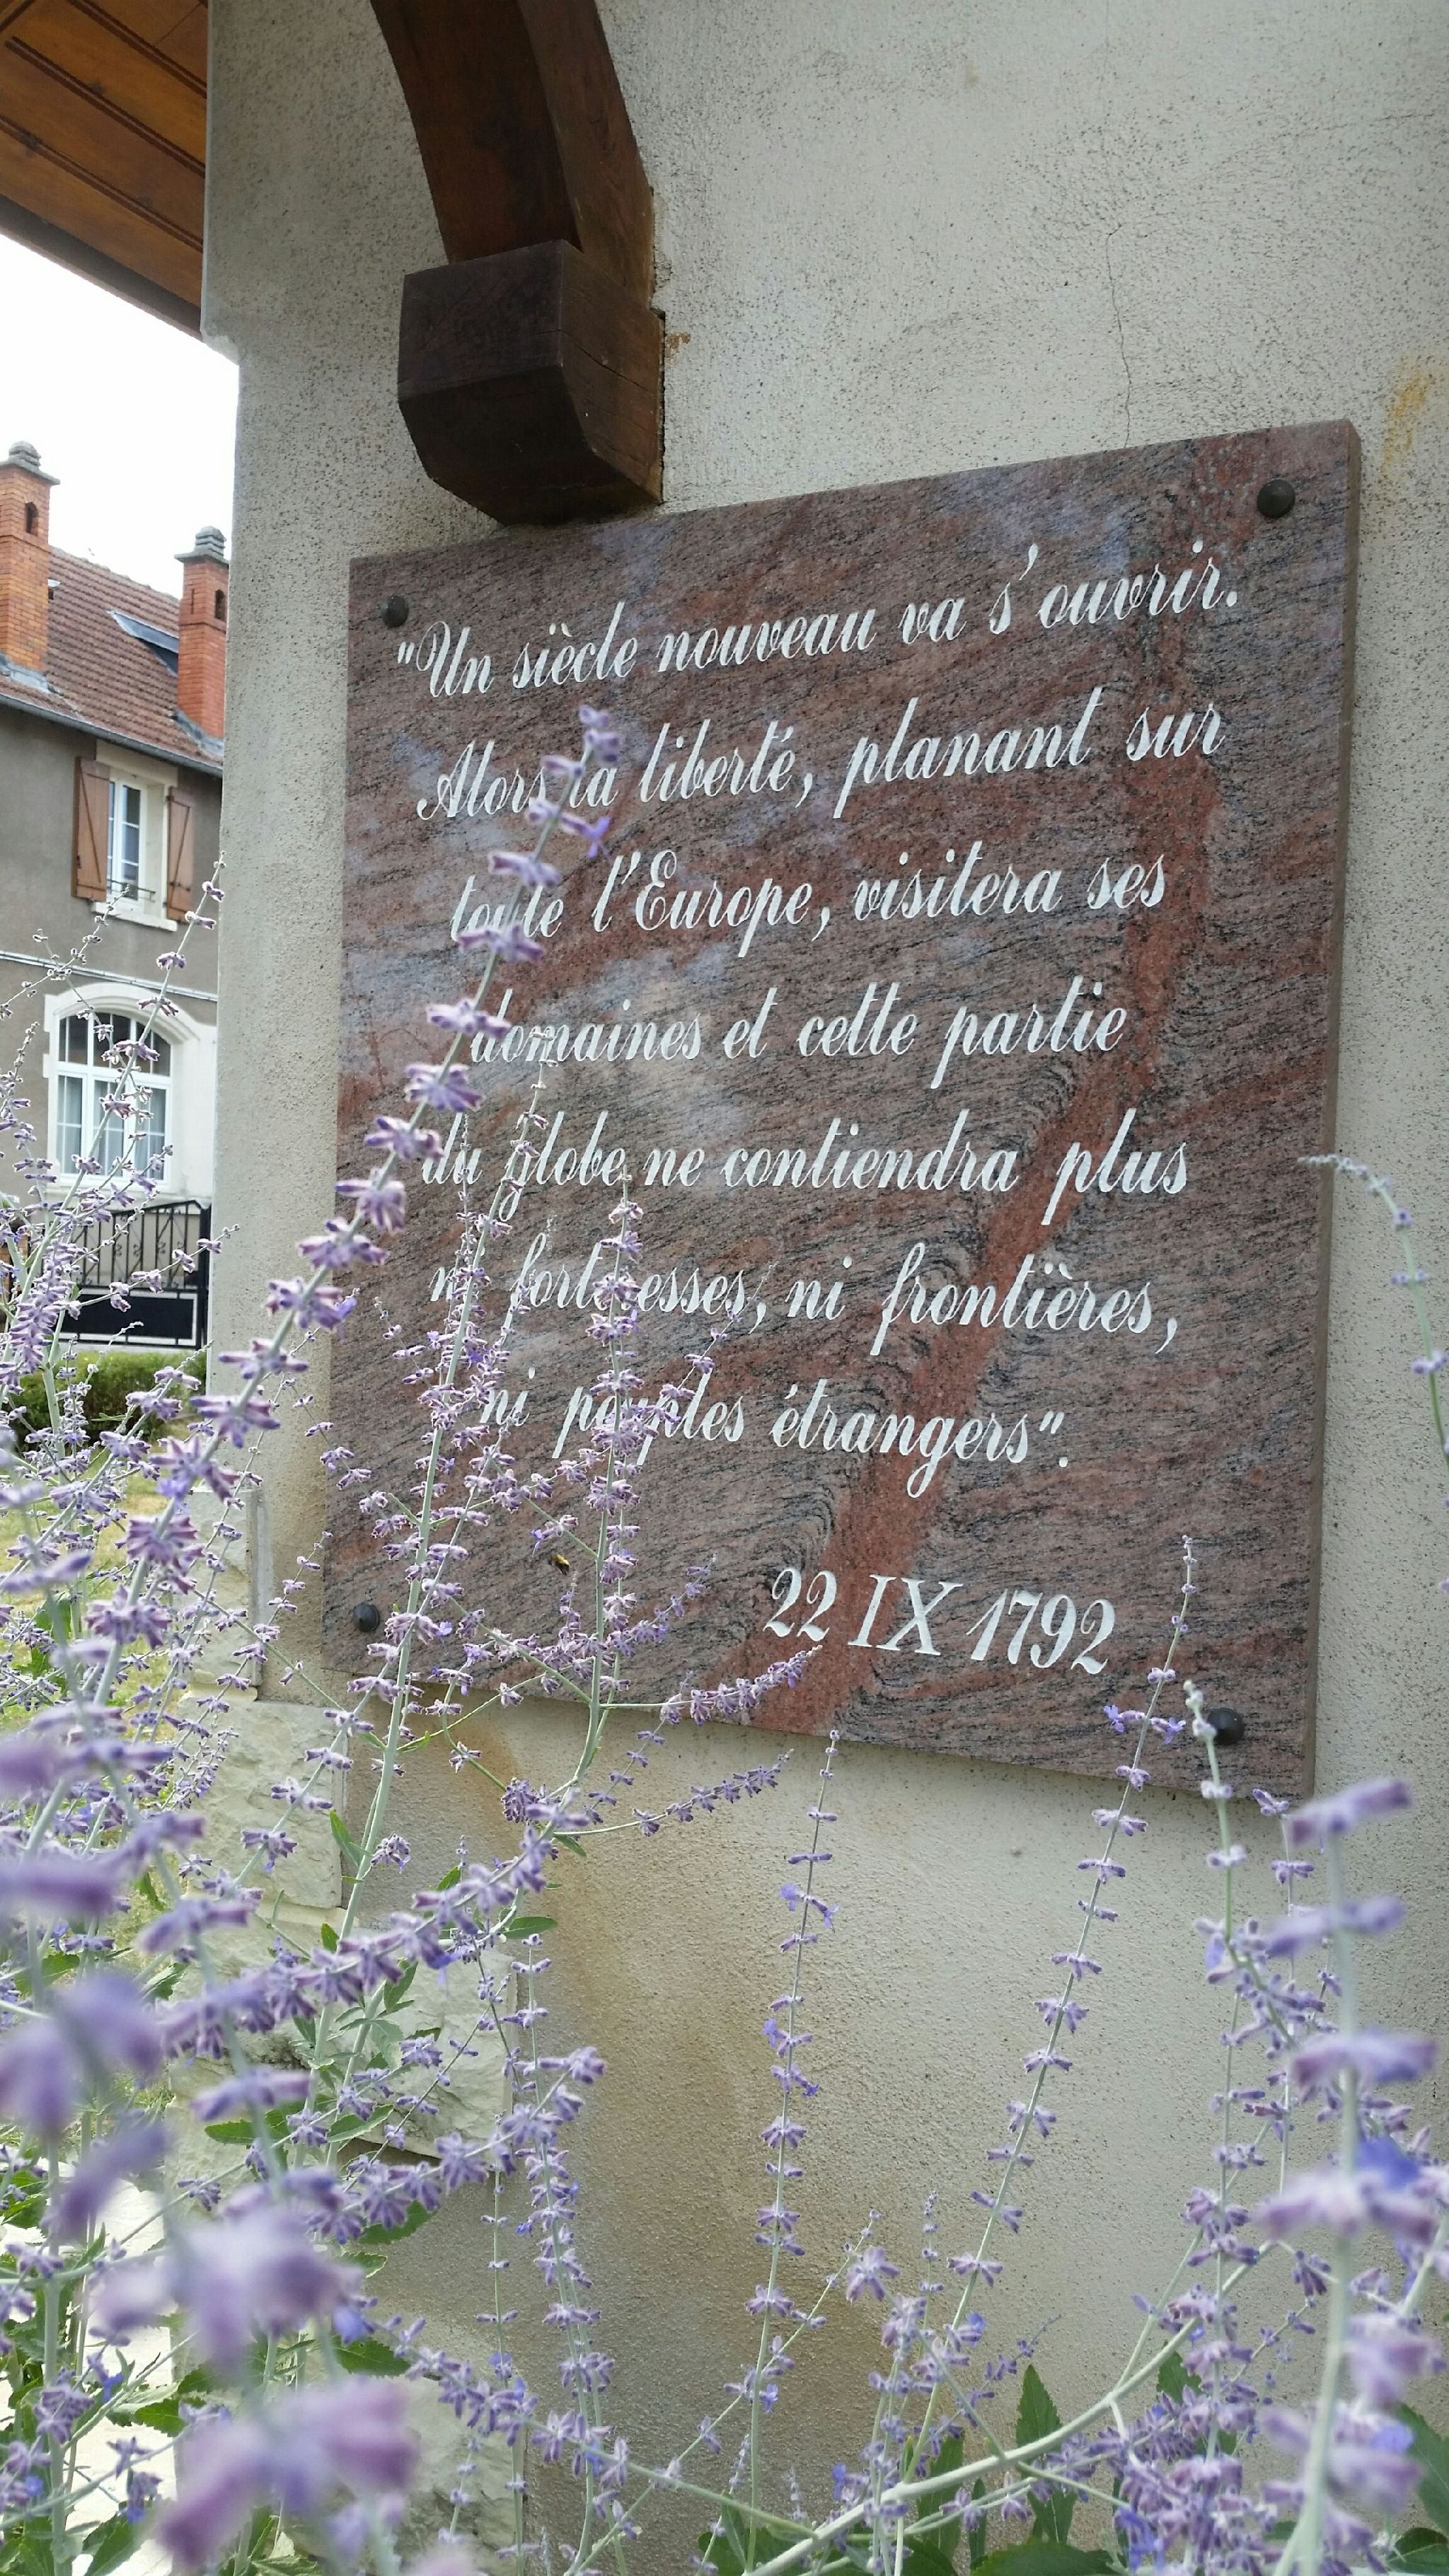 "Un siècle nouveau va s'ouvrir.
Alors la liberté, planant sur
toute l'Europe, visitera ses
domaines et cette partie
du globe ne contiendra plus
ni forteresses, ni frontières,
ni peuples étrangers".
22 IX 1792